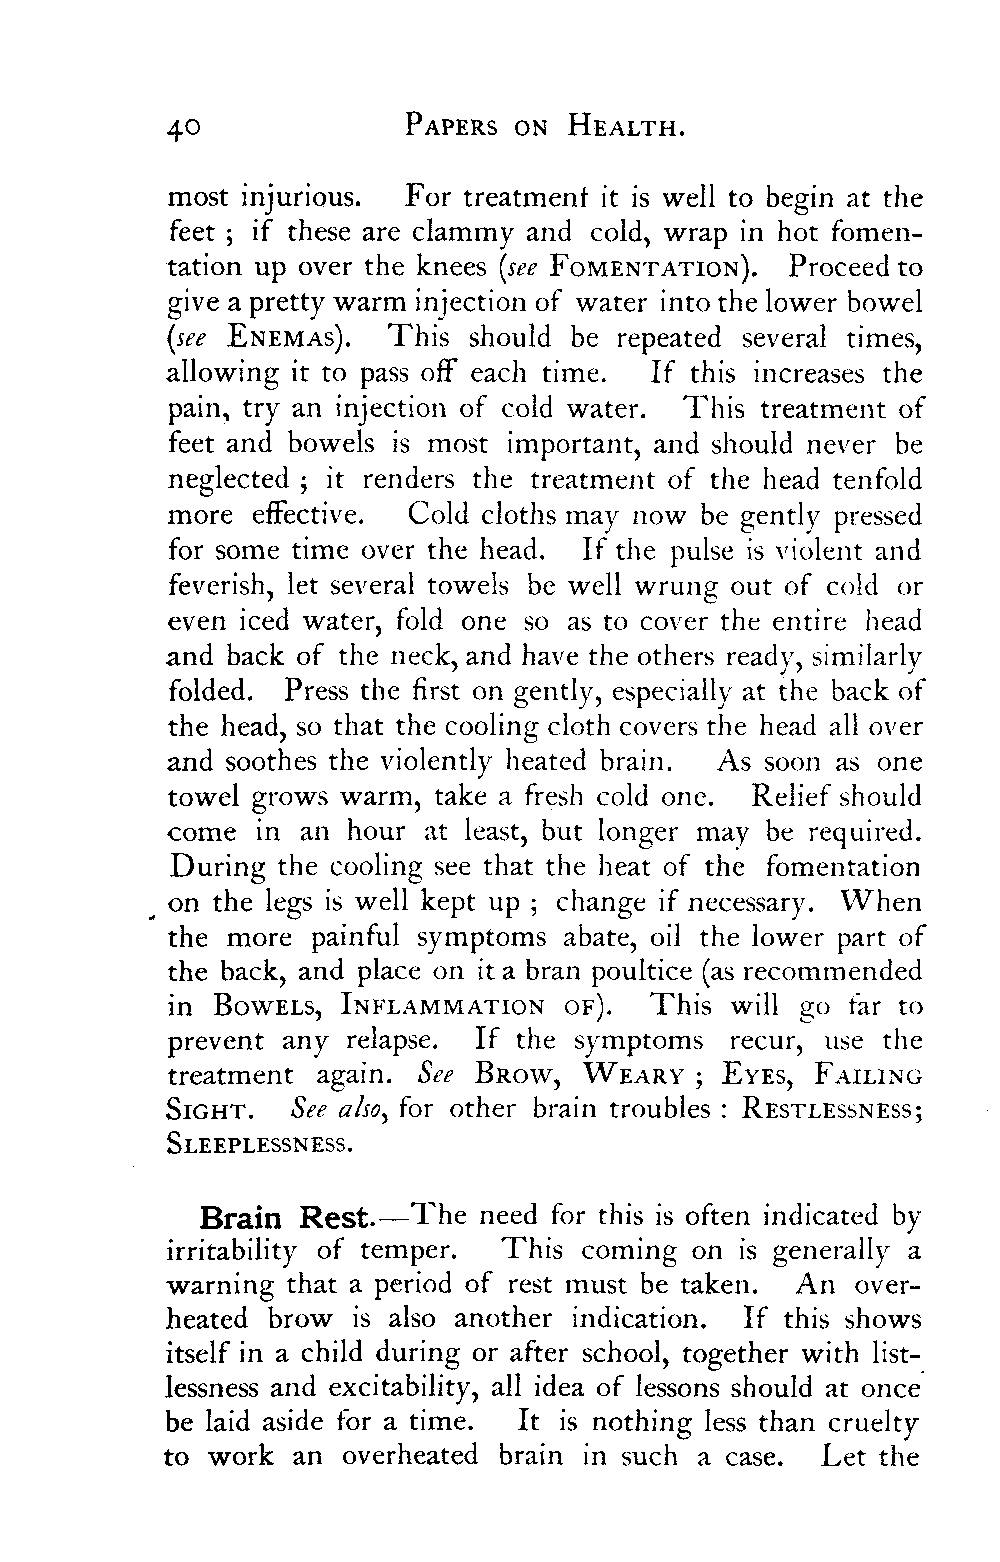 40 PAPERS ON HEALTH.
most injurious. For treatment it is well to begin at the
feet ; if these are clammy and cold, wrap in hot fomen-
tation up over the knees (see FOMENTATION). Proceed to
give a pretty warm injection of water into the lower bowel
(see ENEMAS). This should be repeated several times,
allowing it to pass off each time. If this increases the
pain, try an injection of cold water. This treatment of
feet and bowels is most important, and should never be
neglected ; it renders the treatment of the head tenfold
more effective. Cold cloths may now be gently pressed
for some time over the head. If the pulse is violent and
feverish, let several towels be well wrung out of cold or
even iced water, fold one so as to cover the entire head
and back of the neck, and have the others ready, similarly
folded. Press the first on gently, especially at the back of
the head, so that the cooling cloth covers the head all over
and soothes the violently heated brain. As soon as one
towel grows warm, take a fresh cold one. Relief should
come in an hour at least, but longer may be required.
During the cooling see that the heat of the fomentation
on the legs is well kept up ; change if necessary. When
the more painful symptoms abate, oil the lower part of
the back, and place on it a bran poultice (as recommended
in BOWELS, INFLAMMATION OF). This will go far to
prevent any relapse. If the symptoms recur, use the
treatment again. See BROW, WEARY ; EYES, FAILING
SIGHT. See also, for other brain troubles : RESTLESSNESS;
SLEEPLESSNESS.
Brain Rest.—The need for this is often indicated by
irritability of temper. This coming on is generally a
warning that a period of rest must be taken. An over-
heated brow is also another indication. If this shows
itself in a child during or after school, together with list-
lessness and excitability, all idea of lessons should at once
be laid aside for a time. It is nothing less than cruelty
to work an overheated brain in such a case. Let the